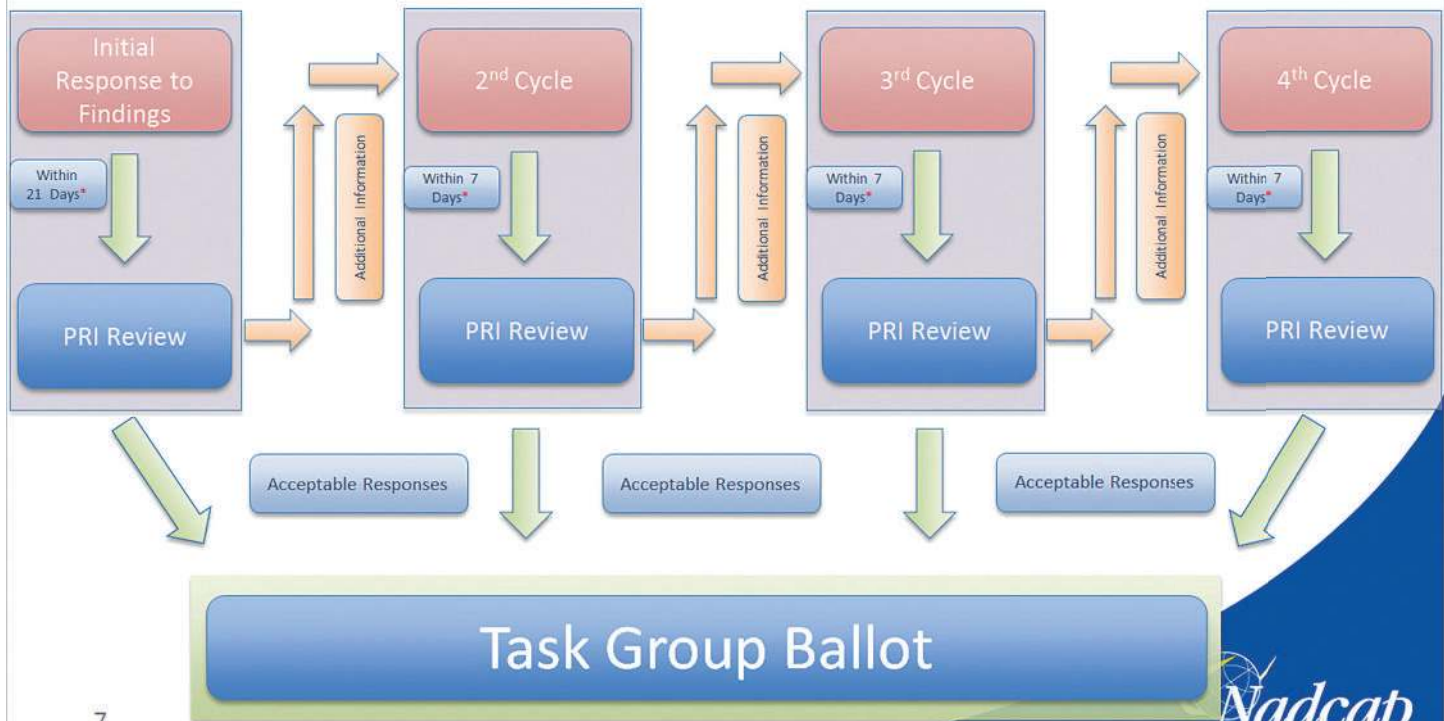 Initial
Response to
Findings
Within
21 Days*
PRI Review
Additional Information
2nd Cycle
Within 7
Days*
PRI Review
Additional Information
3rd Cycle
Within 7
Days*
PRI Review
Additional Information
4th Cycle
Within 7
Days*
PRI Review
Acceptable Responses
Acceptable Responses
Acceptable Responses
Task Group Ballot
7
Nadcap